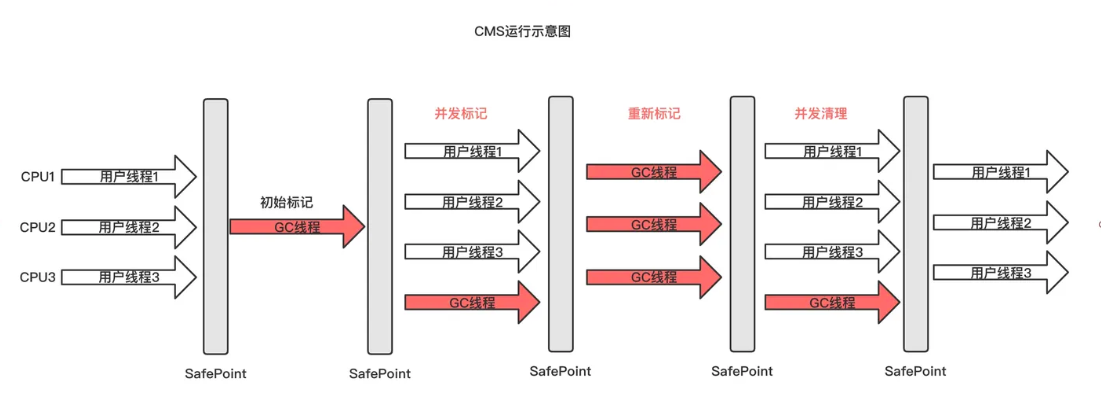 CMS运行示意图
并发标记
重新标记
并发清理
用户线程1
用户线程1
CPU1
用户线程1
GC线程
用户线程1
初始标记
用户线程2
用户线程2
CPU2
用户线程2
GC线程
GC线程
用户线程2
用户线程3
用户线程3
CPU3
用户线程3
GC线程
用户线程3
GC线程
GC线程
SafePoint
SafePoint
SafePoint
SafePoint
SafePoint